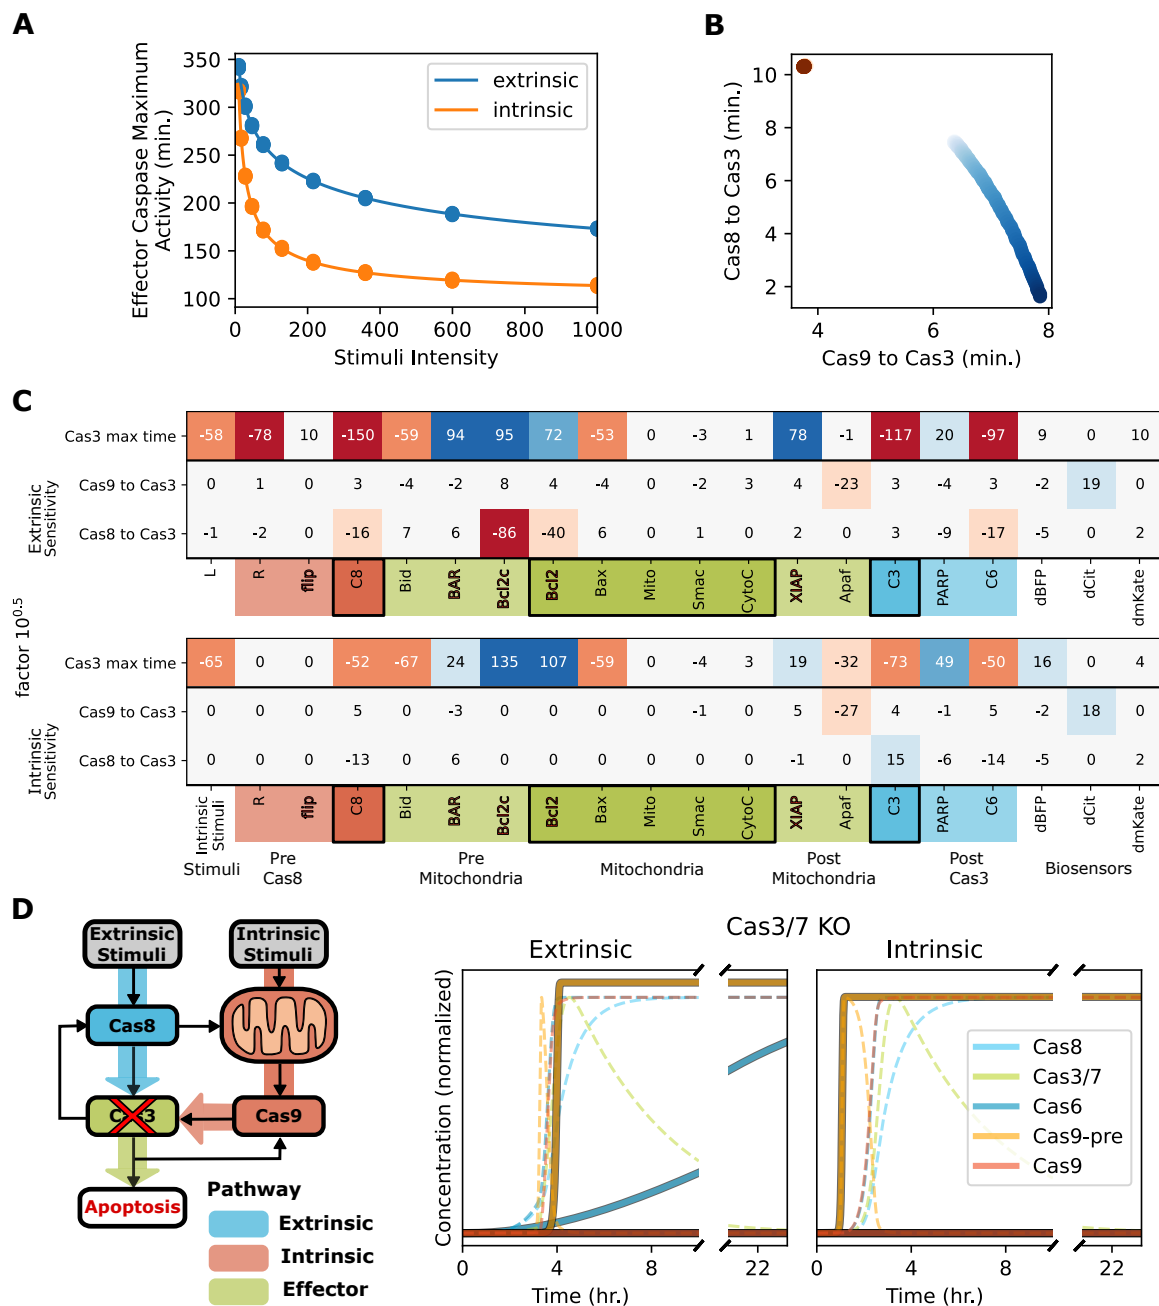 A
Effector Caspase Maximum
Activity (min.)
350
300
250
200
150
100
extrinsic
intrinsic
0 200 400 600 800 1000
Stimuli Intensity
B
Cas8 to Cas3 (min.)
10
8
6
4
2
4 6 8
Cas9 to Cas3 (min.)
C
factor 10^0.5
Extrinsic
Sensitivity
Cas3 max time -58 -78 10 -150 -59 94 95 72 -53 0 -3 1 78 -1 -117 20 -97 9 0 10
Cas9 to Cas3 0 1 0 3 -4 -2 8 4 -4 0 -2 3 4 -23 3 -4 3 -2 19 0
Cas8 to Cas3 -1 -2 0 -16 7 6 -86 -40 6 0 1 0 2 0 3 -9 -17 -5 0 2
L R flip C8 Bid BAR Bcl2c Bcl2 Bax Mito Smac CytoC XIAP Apaf C3 PARP C6 dBFP dCit dmKate
Intrinsic
Sensitivity
Cas3 max time -65 0 0 -52 -67 24 135 107 -59 0 -4 3 19 -32 -73 49 -50 16 0 4
Cas9 to Cas3 0 0 0 5 0 -3 0 0 0 0 -1 0 5 -27 4 -1 5 -2 18 0
Cas8 to Cas3 0 0 0 -13 0 6 0 0 0 0 0 0 -1 0 15 -6 -14 -5 0 2
Intrinsic
Stimuli
R flip C8 Bid BAR Bcl2c Bcl2 Bax Mito Smac CytoC XIAP Apaf C3 PARP C6 dBFP dCit dmKate
Stimuli
Pre
Cas8
Pre
Mitochondria
Mitochondria
Post
Mitochondria
Post
Cas3
Biosensors
D
Extrinsic
Stimuli
Intrinsic
Stimuli
Cas8
Cas3
Cas9
Apoptosis
Pathway
Extrinsic
Intrinsic
Effector
Cas3/7 KO
Extrinsic
Intrinsic
Concentration (normalized)
0 4 8 22
Time (hr.)
0 4 8 22
Time (hr.)
Cas8
Cas3/7
Cas6
Cas9-pre
Cas9